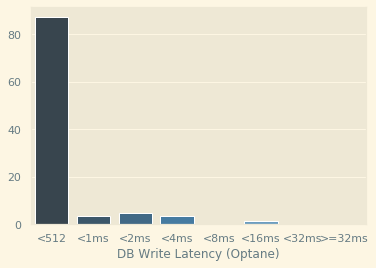 80
60
40
20
0
<512 <1ms <2ms <4ms <8ms <16ms <32ms >=32ms
DB Write Latency (Optane)